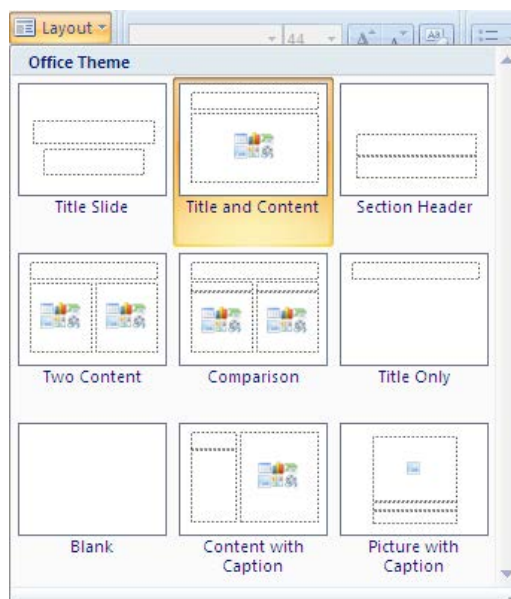 Layout
44
A A Aa
Office Theme
Title Slide
Title and Content
Section Header
Two Content
Comparison
Title Only
Blank
Content with
Caption
Picture with
Caption